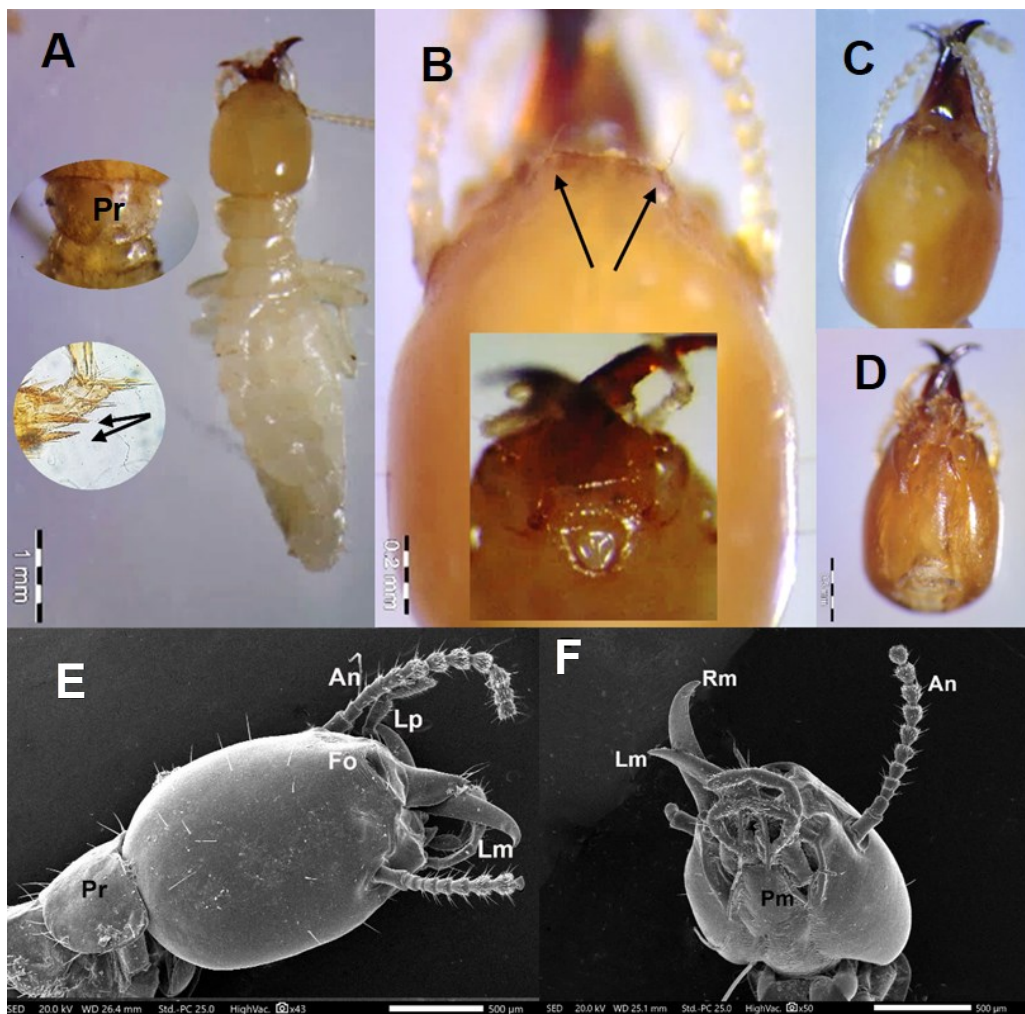 A
Pr
1 mm
B
0.2 mm
C
D
E
An
Lp
Fo
Lm
Pr
SED 20.0 kV WD 26.4 mm Std.-PC 25.0 HighVac. x43 500 µm
F
Rm
Lm
An
Pm
SED 20.0 kV WD 25.1 mm Std.-PC 25.0 HighVac. x50 500 µm